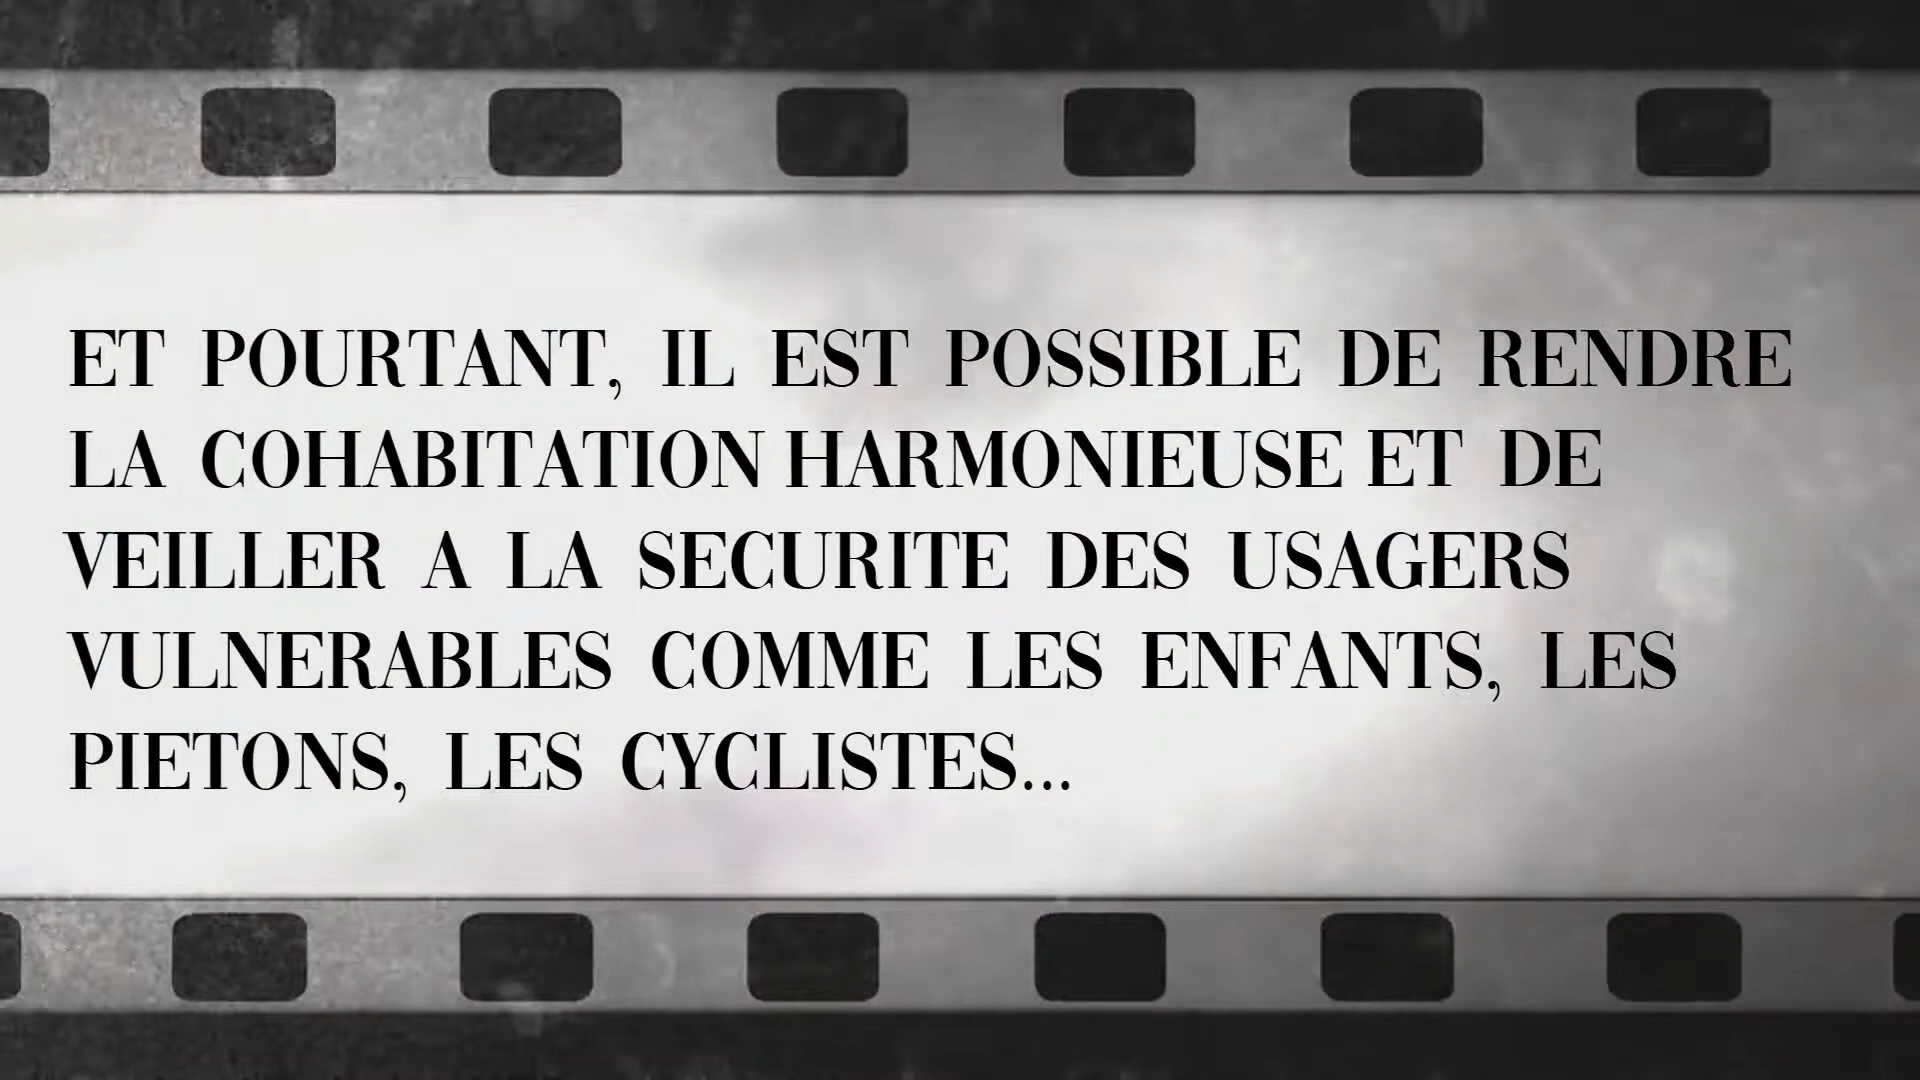 ET POURTANT, IL EST POSSIBLE DE RENDRE
LA COHABITATION HARMONIEUSE ET DE
VEILLER A LA SECURITE DES USAGERS
VULNERABLES COMME LES ENFANTS, LES
PIETONS, LES CYCLISTES...